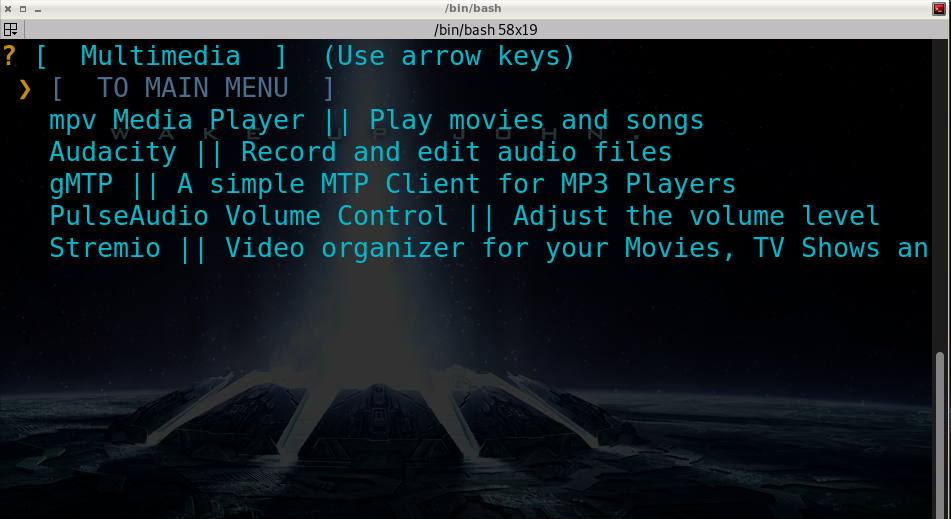 /bin/bash
/bin/bash 58x19
? [  Multimedia  ]  (Use arrow keys)
❯ [  TO MAIN MENU  ]
mpv Media Player || Play movies and songs
WAKE UP JOHN.
Audacity || Record and edit audio files
gMTP || A simple MTP Client for MP3 Players
PulseAudio Volume Control || Adjust the volume level
Stremio || Video organizer for your Movies, TV Shows an